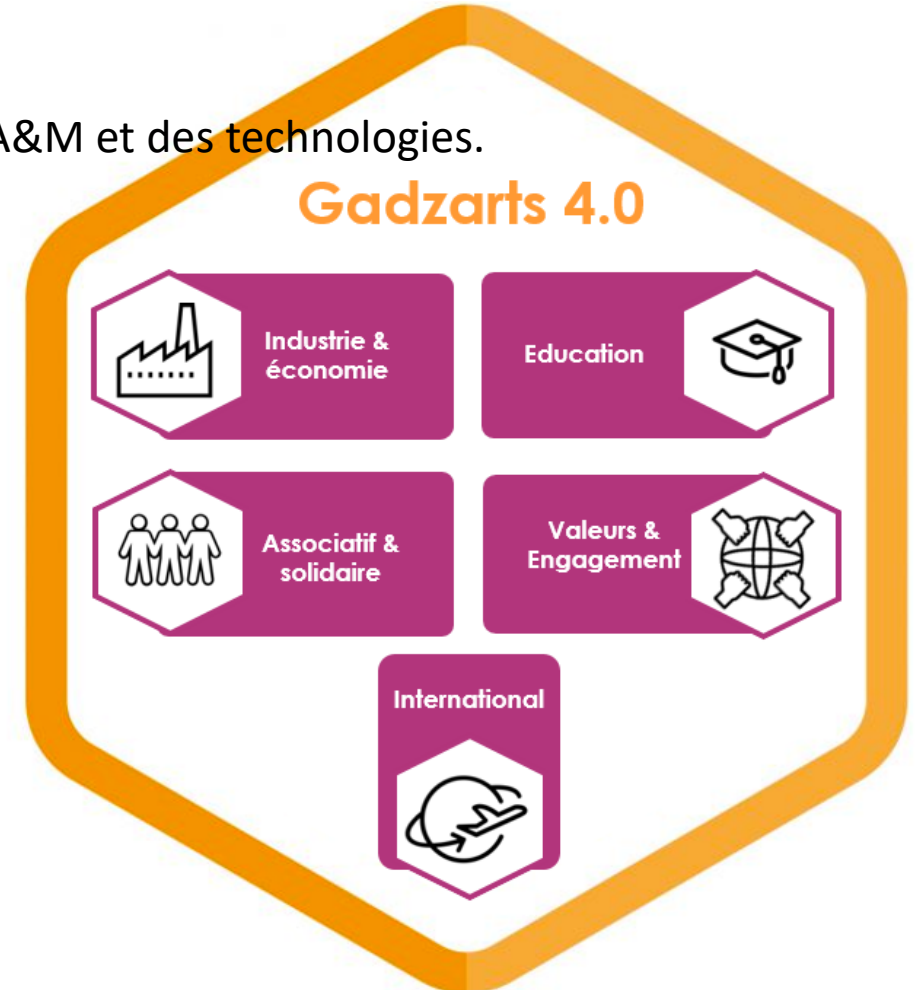 A&M et des technologies.
Gadzarts 4.0
Industrie &
économie
Education
Associatif &
solidaire
Valeurs &
Engagement
International